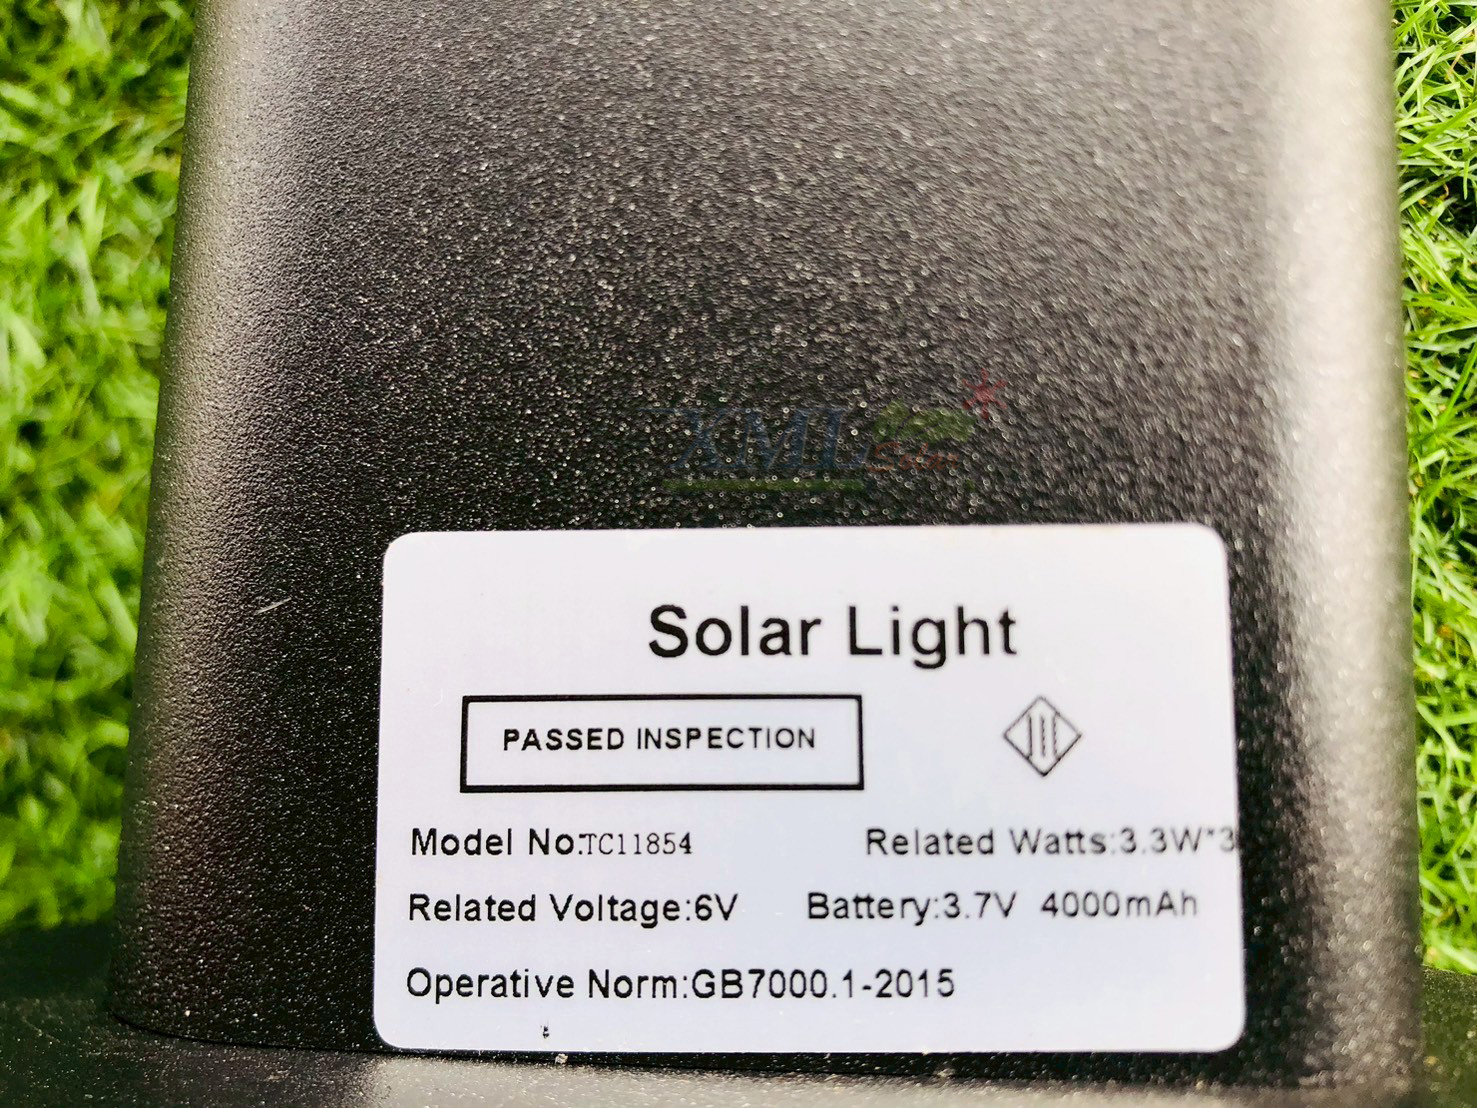 XML
Solar Light
PASSED INSPECTION
Model No:TC11854 Related Watts:3.3W*3
Related Voltage:6V Battery:3.7V 4000mAh
Operative Norm:GB7000.1-2015